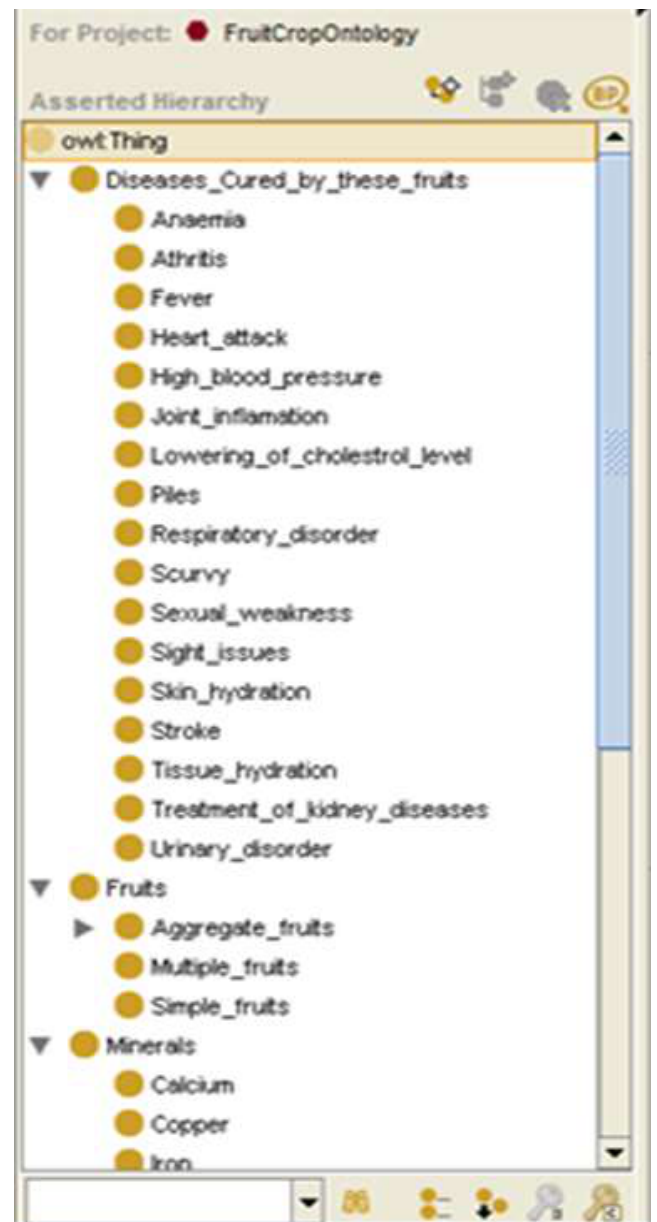 For Project: FruitCropOntology
Asserted Hierarchy
owl:Thing
Diseases_Cured_by_these_fruits
Anaemia
Athritis
Fever
Heart_attack
High_blood_pressure
Joint_inflamation
Lowering_of_cholestrol_level
Piles
Respiratory_disorder
Scurvy
Sexual_weakness
Sight_issues
Skin_hydration
Stroke
Tissue_hydration
Treatment_of_kidney_diseases
Urinary_disorder
Fruits
Aggregate_fruits
Multiple_fruits
Simple_fruits
Minerals
Calcium
Copper
Iron